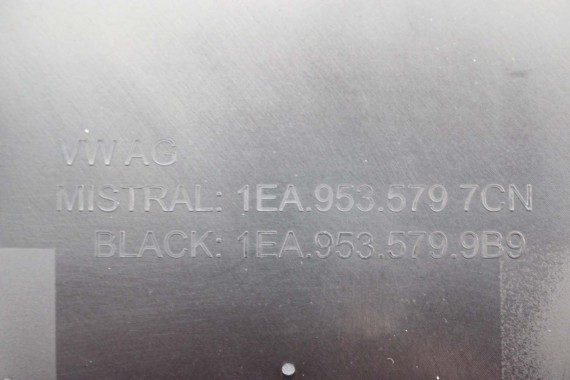 VW AG
MISTRAL: 1EA.953.579 7CN
BLACK: 1EA.953.579.9B9